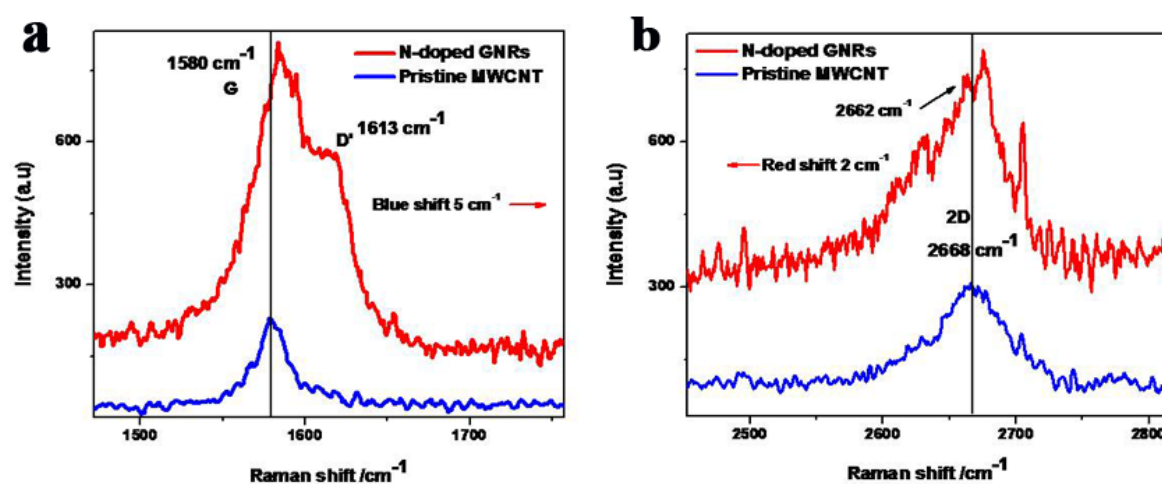 a
N-doped GNRs
Pristine MWCNT
1580 cm-1
G
1613 cm-1
D'
Blue shift 5 cm-1
600
300
Intensity (a.u)
1500
1600
1700
Raman shift /cm-1
b
N-doped GNRs
Pristine MWCNT
2662 cm-1
Red shift 2 cm-1
2D
2668 cm-1
600
300
Intensity (a.u)
2500
2600
2700
2800
Raman shift /cm-1